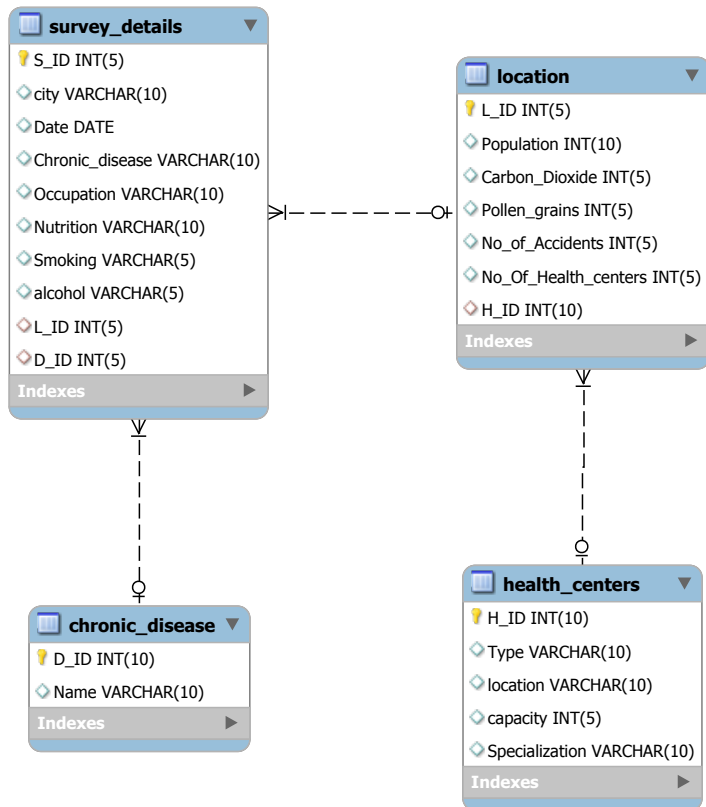 survey_details
S_ID INT(5)
city VARCHAR(10)
Date DATE
Chronic_disease VARCHAR(10)
Occupation VARCHAR(10)
Nutrition VARCHAR(10)
Smoking VARCHAR(5)
alcohol VARCHAR(5)
L_ID INT(5)
D_ID INT(5)
Indexes
location
L_ID INT(5)
Population INT(10)
Carbon_Dioxide INT(5)
Pollen_grains INT(5)
No_of_Accidents INT(5)
No_Of_Health_centers INT(5)
H_ID INT(10)
Indexes
chronic_disease
D_ID INT(10)
Name VARCHAR(10)
Indexes
health_centers
H_ID INT(10)
Type VARCHAR(10)
location VARCHAR(10)
capacity INT(5)
Specialization VARCHAR(10)
Indexes